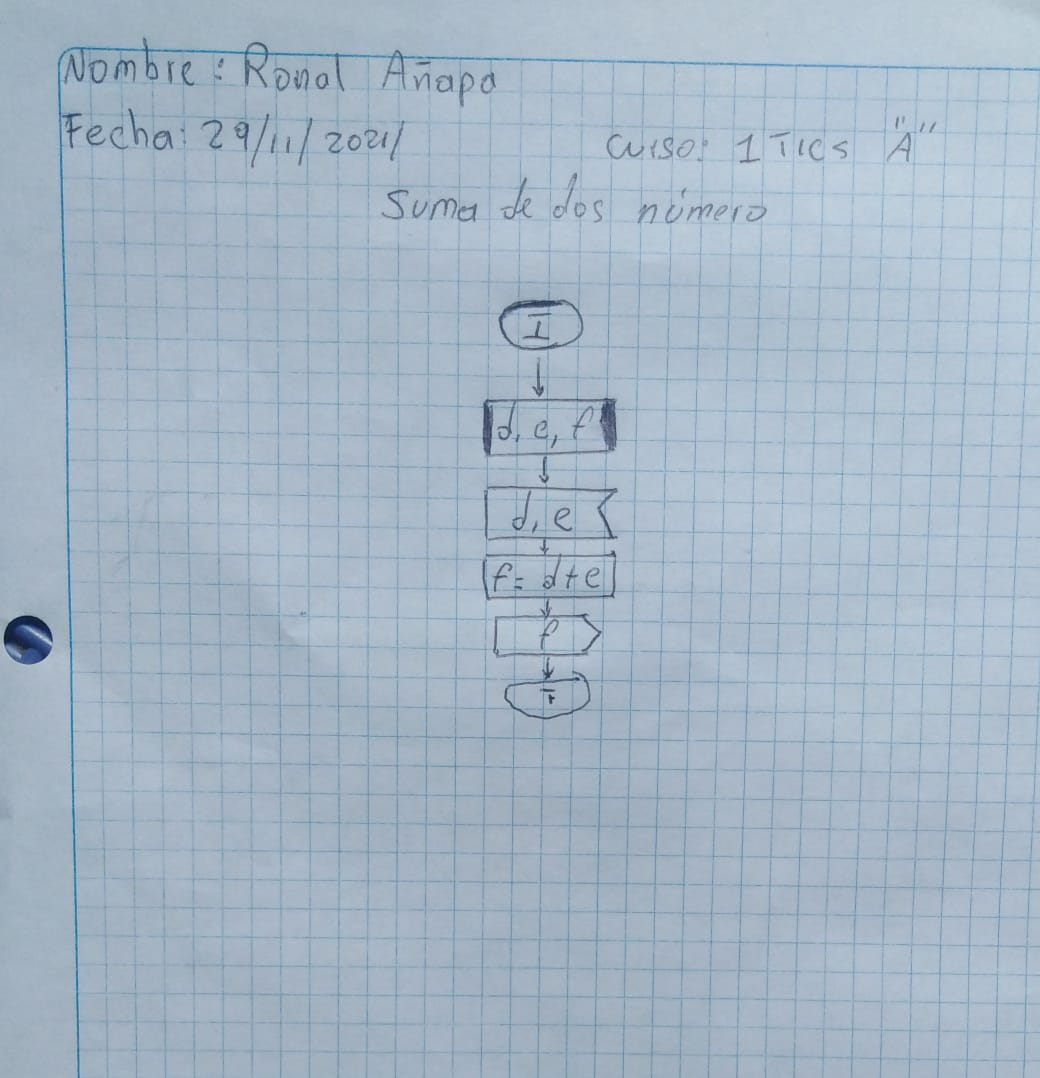 Nombre: Ronal Añapa
Fecha: 29/11/2021 curso: 1 Tics "A"
Suma de dos número
I
d, e, f
d, e
f= d+e
f
F